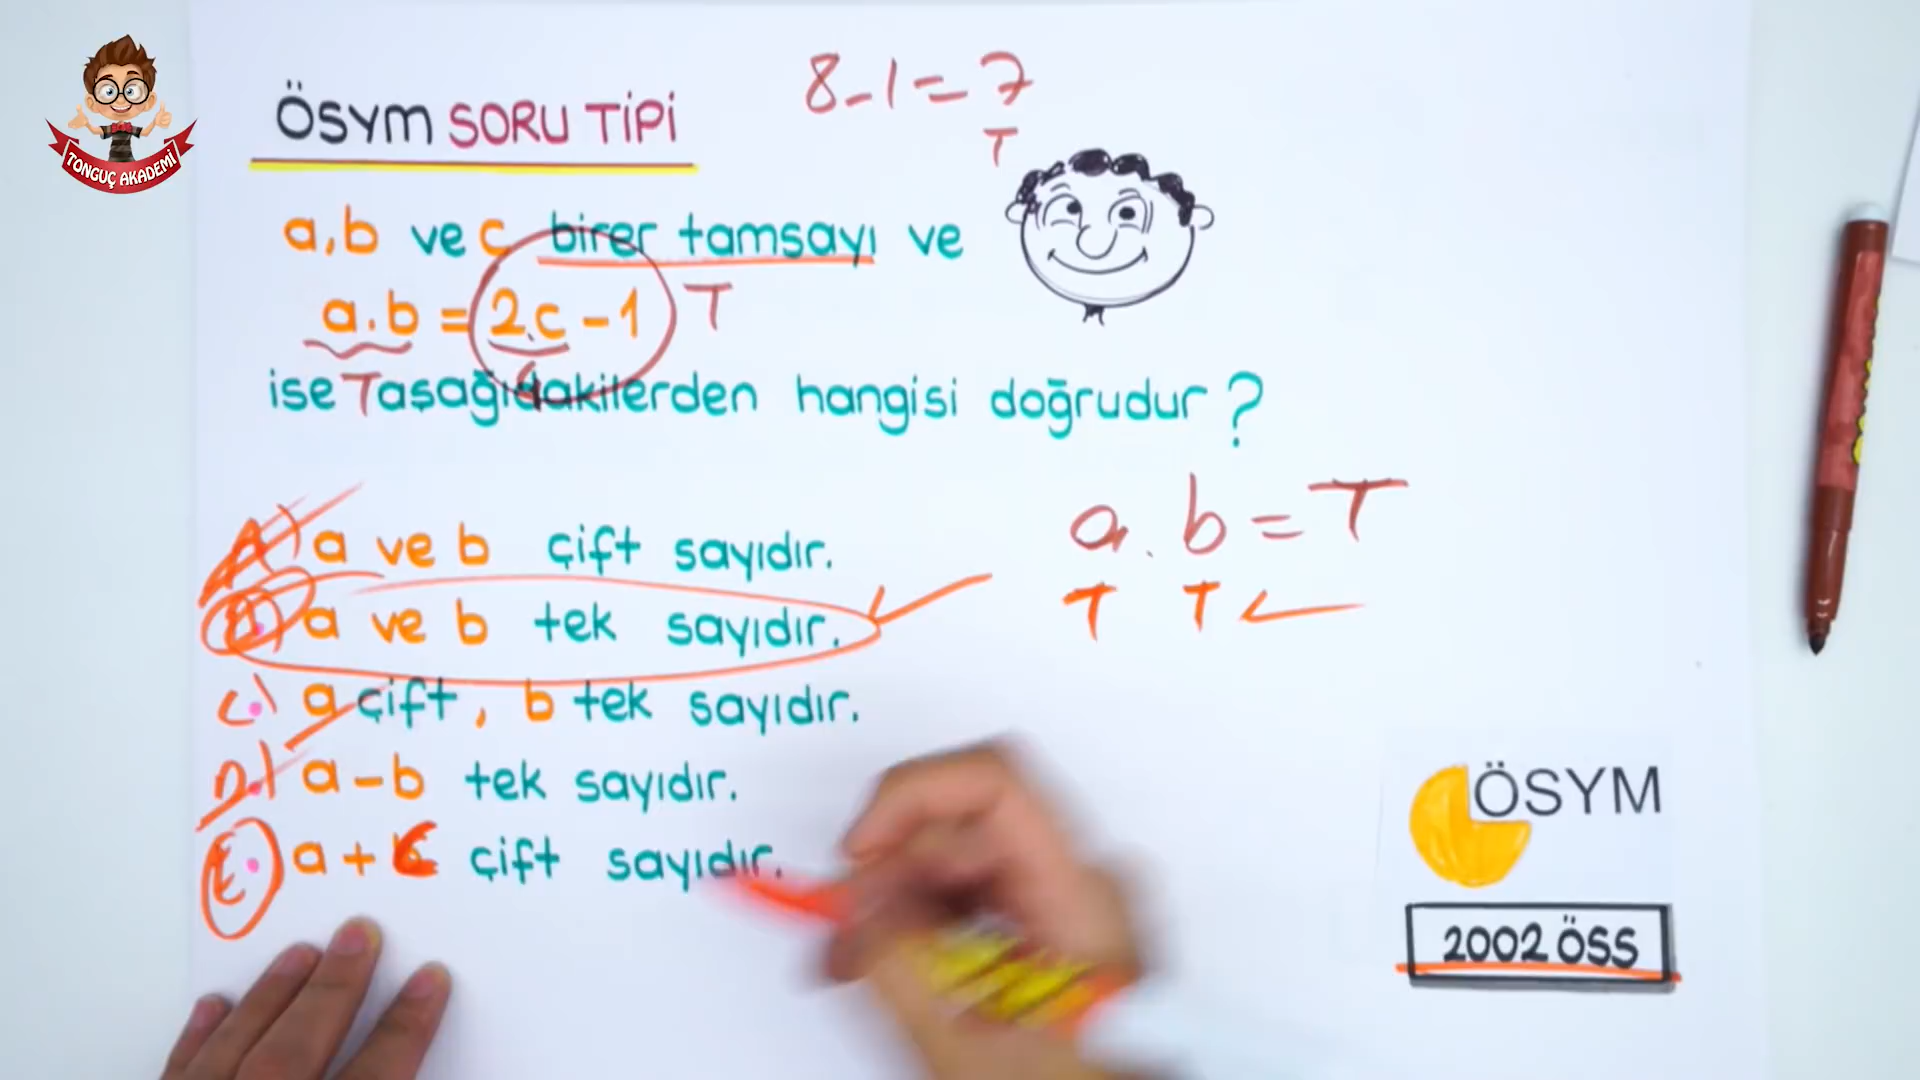 TONGUÇ AKADEMİ
ÖSYM SORU TİPİ
8-1=7
T
a,b ve c birer tamsayı ve
a.b = 2.c - 1 T
T Ç
ise aşağıdakilerden hangisi doğrudur?
A) a ve b çift sayıdır.
B) a ve b tek sayıdır.
C) a çift, b tek sayıdır.
D) a - b tek sayıdır.
E) a + c çift sayıdır.
a.b=T
T T
ÖSYM
2002 ÖSS